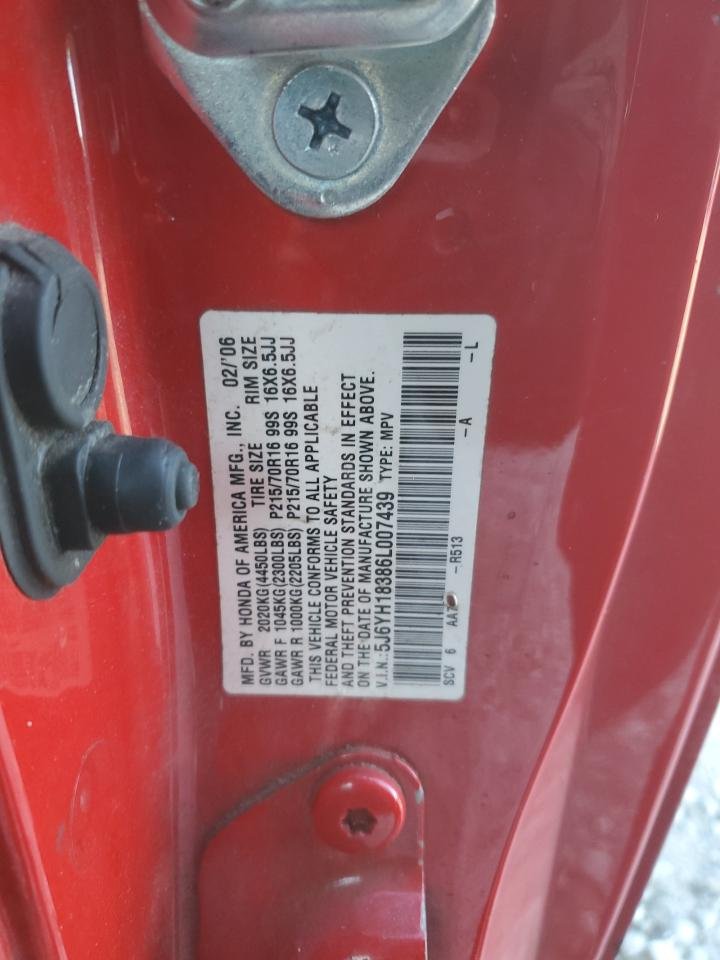 MFD. BY HONDA OF AMERICA MFG., INC. 02/'06
GVWR 2020KG(4450LBS) TIRE SIZE RIM SIZE
GAWR F 1045KG(2300LBS) P215/70R16 99S 16X6.5JJ
GAWR R 1000KG(2205LBS) P215/70R16 99S 16X6.5JJ
THIS VEHICLE CONFORMS TO ALL APPLICABLE
FEDERAL MOTOR VEHICLE SAFETY
AND THEFT PREVENTION STANDARDS IN EFFECT
ON THE DATE OF MANUFACTURE SHOWN ABOVE.
V.I.N.:5J6YH18386L007439 TYPE: MPV
SCV 6 -R513 -A -L